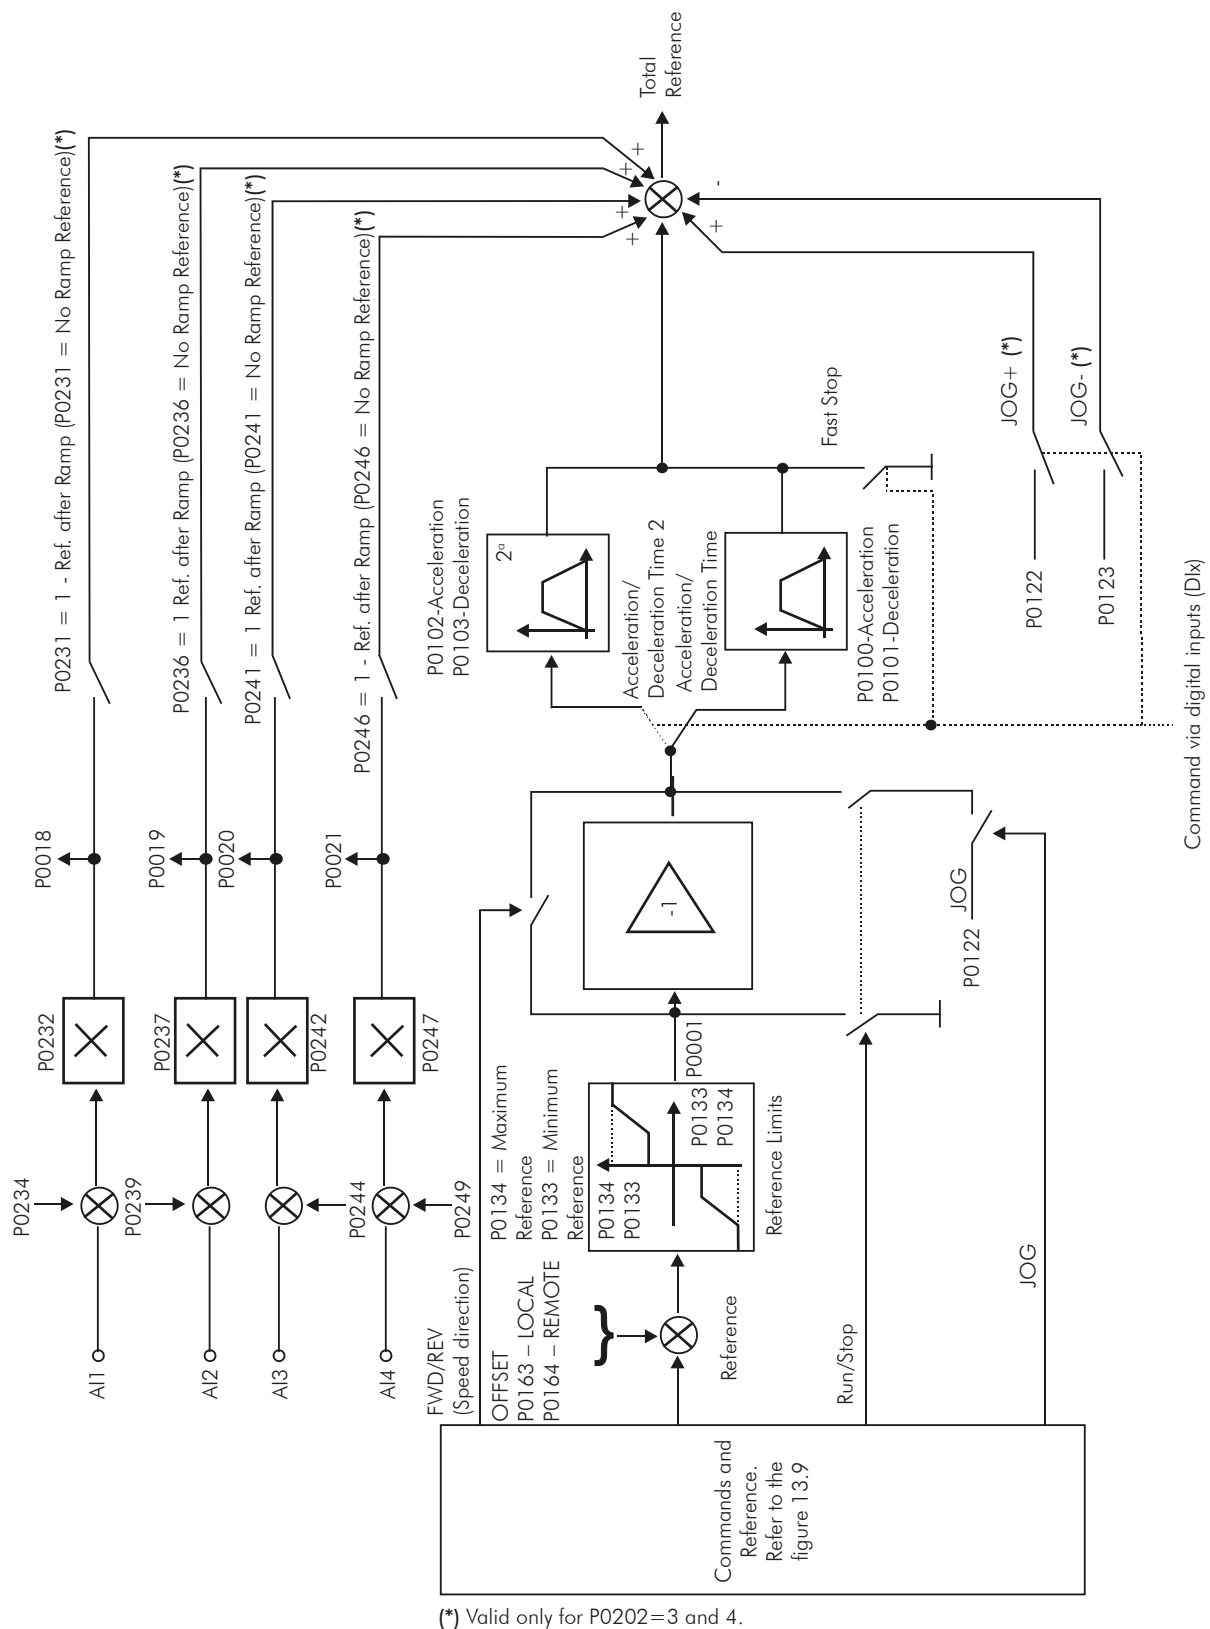 AI1
P0234
P0232
P0018
P0231 = 1 - Ref. after Ramp (P0231 = No Ramp Reference)(*)
AI2
P0239
P0237
P0019
P0236 = 1 Ref. after Ramp (P0236 = No Ramp Reference)(*)
AI3
P0244
P0242
P0020
P0241 = 1 Ref. after Ramp (P0241 = No Ramp Reference)(*)
AI4
P0249
P0247
P0021
P0246 = 1 - Ref. after Ramp (P0246 = No Ramp Reference)(*)
+
+
+
+
+
-
Total
Reference
FWD/REV
(Speed direction)
OFFSET
P0163 – LOCAL
P0164 – REMOTE
}
Reference
P0134 = Maximum
Reference
P0133 = Minimum
Reference
P0134
P0133
P0133
P0134
Reference Limits
P0001
-1
P0102-Acceleration
P0103-Deceleration
2ª
Acceleration/
Deceleration Time 2
Acceleration/
Deceleration Time
P0100-Acceleration
P0101-Deceleration
Fast Stop
Commands and
Reference.
Refer to the
figure 13.9
Run/Stop
JOG
P0122
JOG
P0122
JOG+ (*)
P0123
JOG- (*)
Command via digital inputs (DIx)
(*) Valid only for P0202=3 and 4.